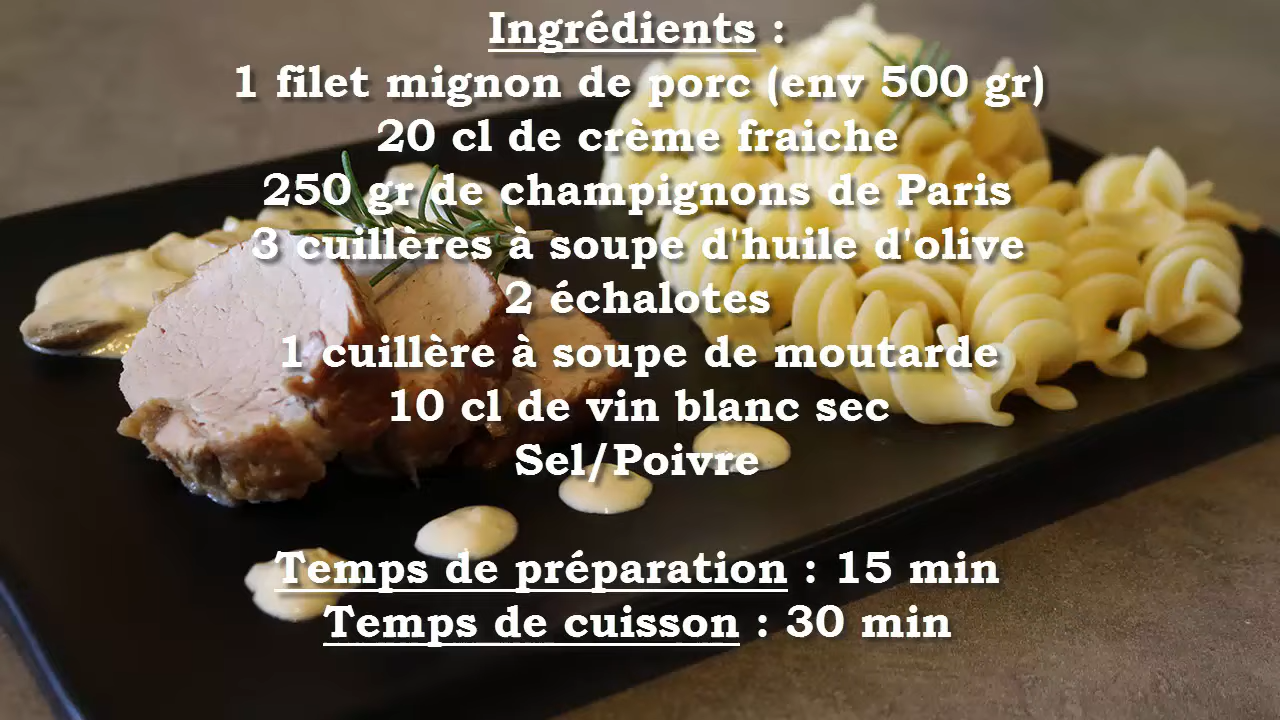 Ingrédients :
1 filet mignon de porc (env 500 gr)
20 cl de crème fraiche
250 gr de champignons de Paris
3 cuillères à soupe d'huile d'olive
2 échalotes
1 cuillère à soupe de moutarde
10 cl de vin blanc sec
Sel/Poivre
Temps de préparation : 15 min
Temps de cuisson : 30 min